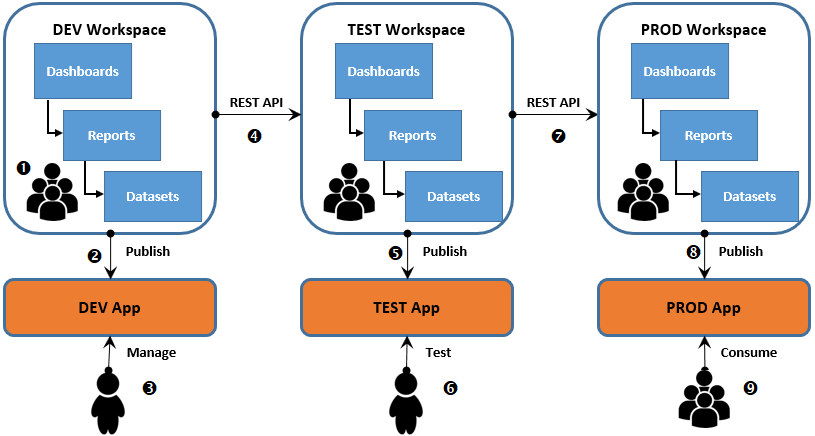 DEV Workspace
Dashboards
Reports
❶
Datasets
REST API
❹
TEST Workspace
Dashboards
Reports
Datasets
REST API
❼
PROD Workspace
Dashboards
Reports
Datasets
❷ Publish
❺ Publish
❽ Publish
DEV App
TEST App
PROD App
Manage
❸
Test
❻
Consume
❾